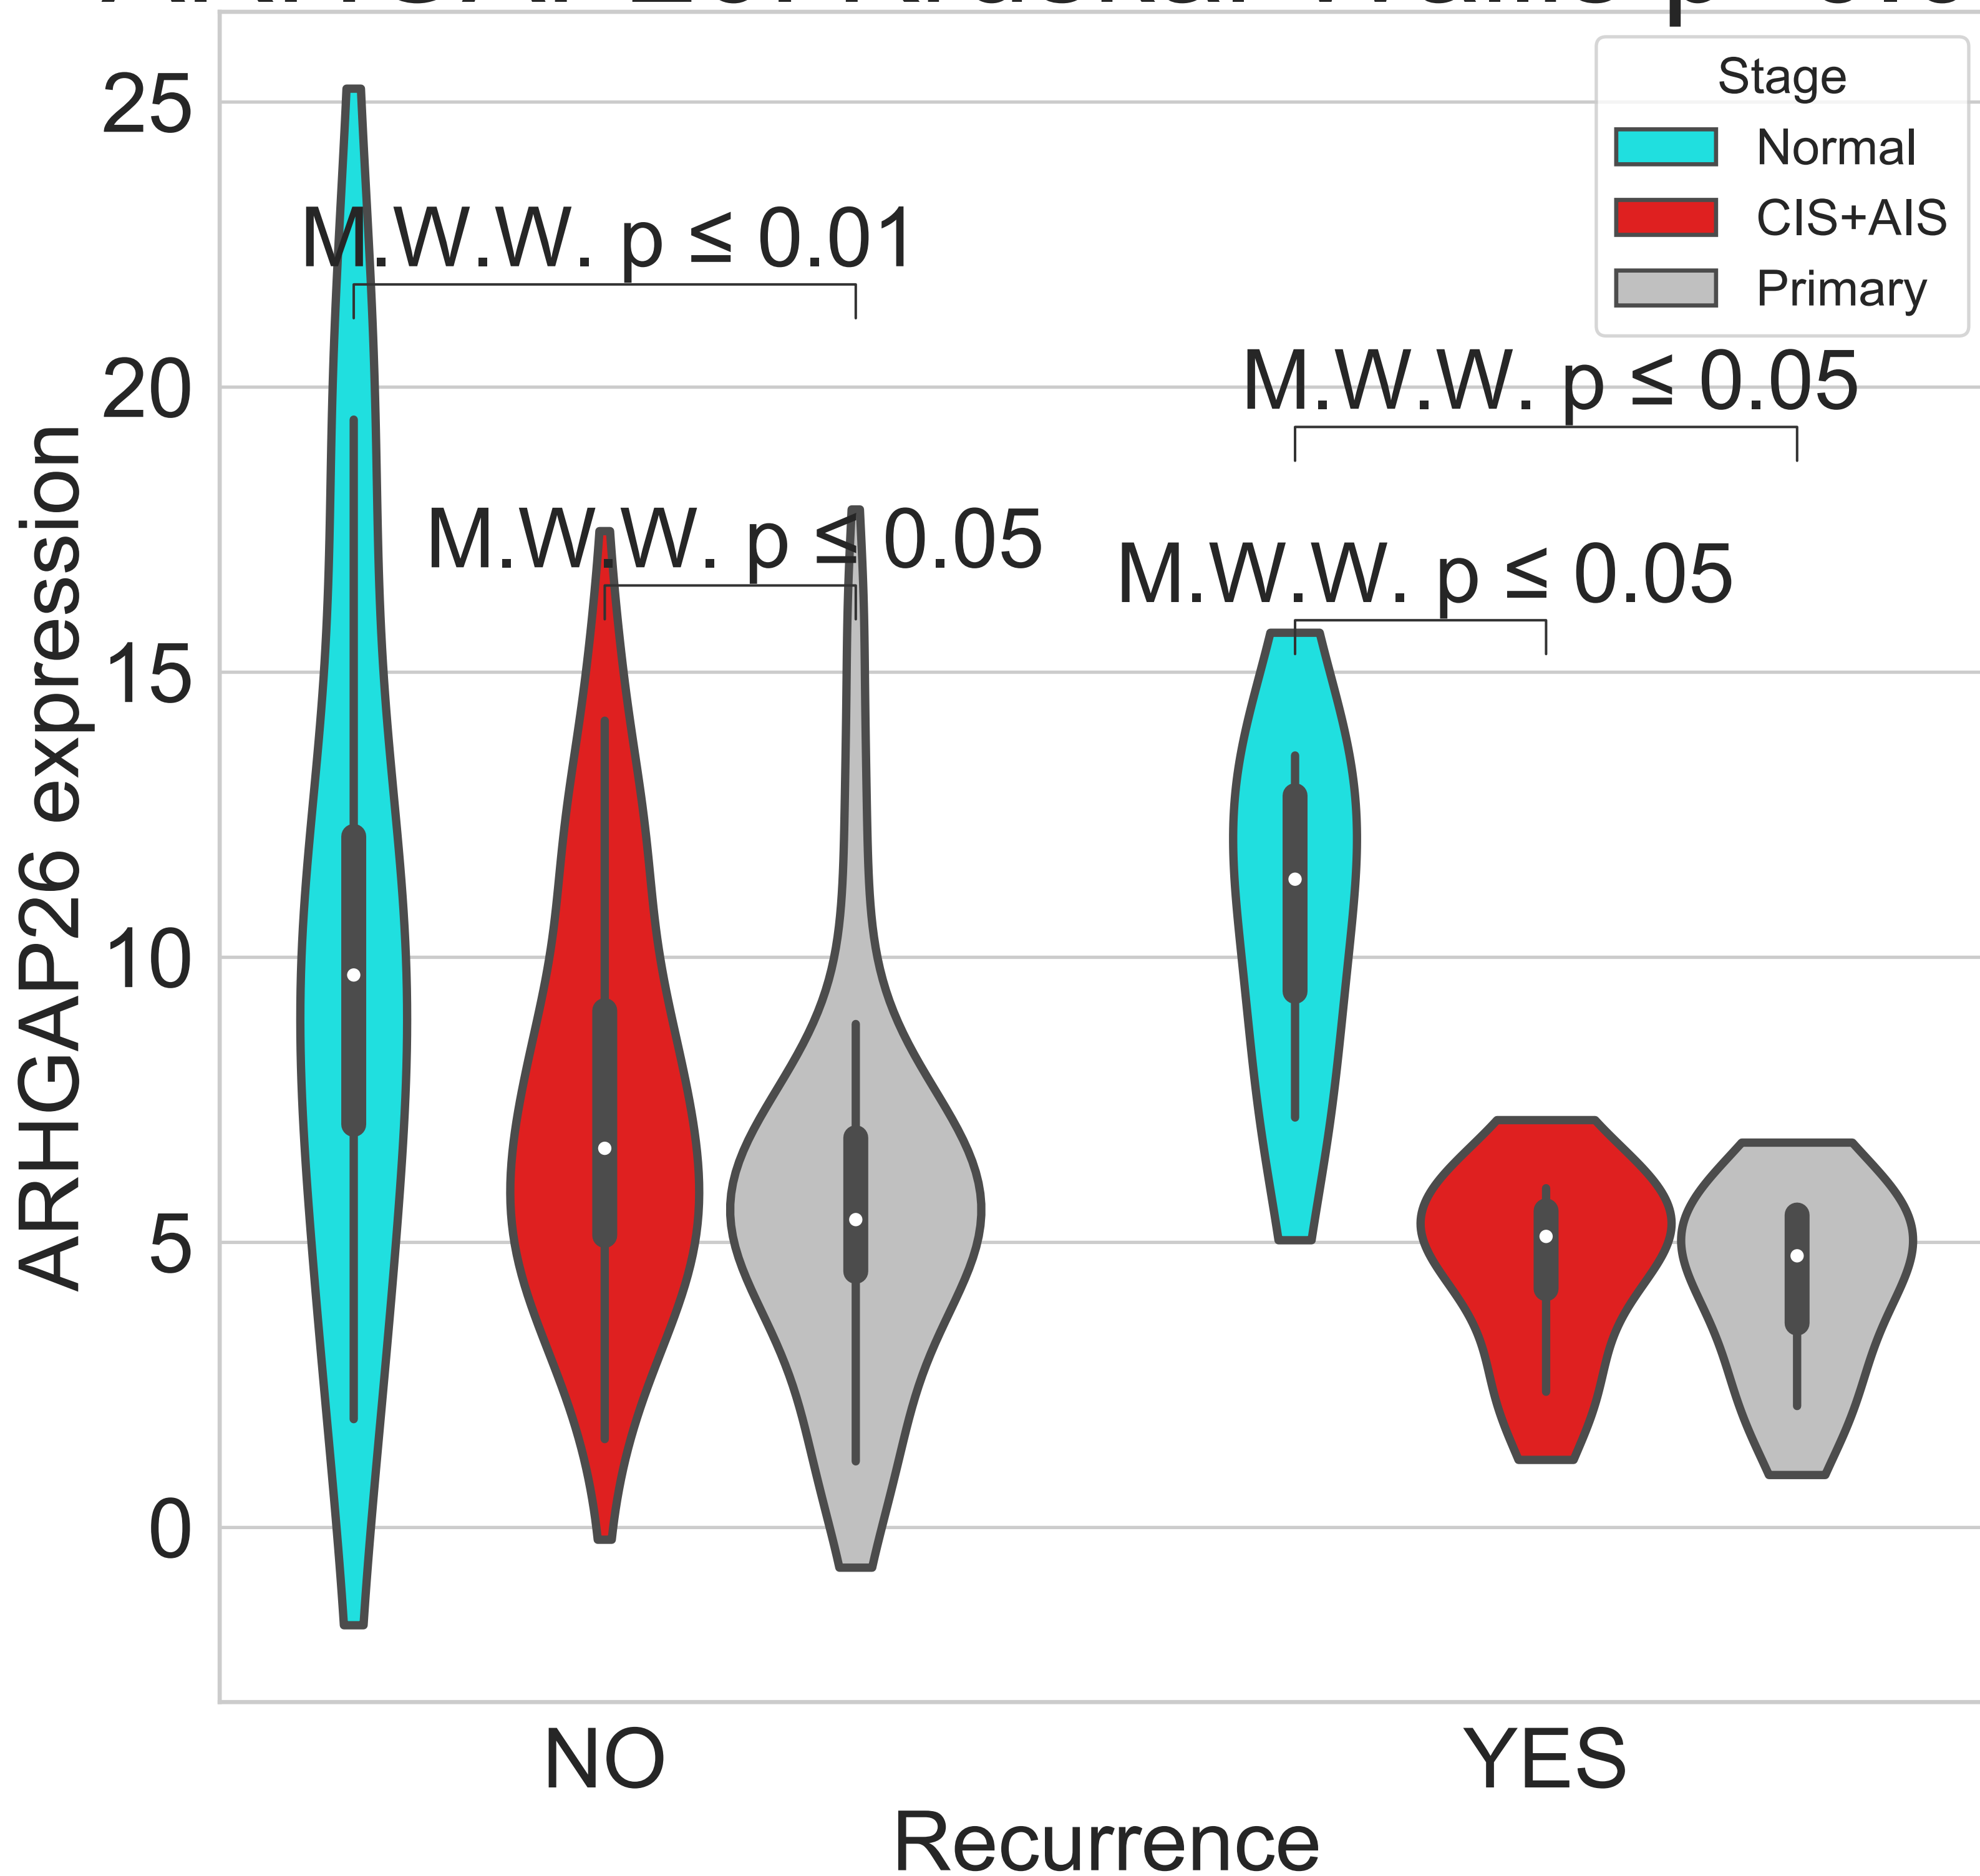 25
20
15
10
5
0
ARHGAP26 expression
M.W.W. p ≤ 0.01
M.W.W. p ≤ 0.05
M.W.W. p ≤ 0.05
M.W.W. p ≤ 0.05
Stage
Normal
CIS+AIS
Primary
NO
YES
Recurrence